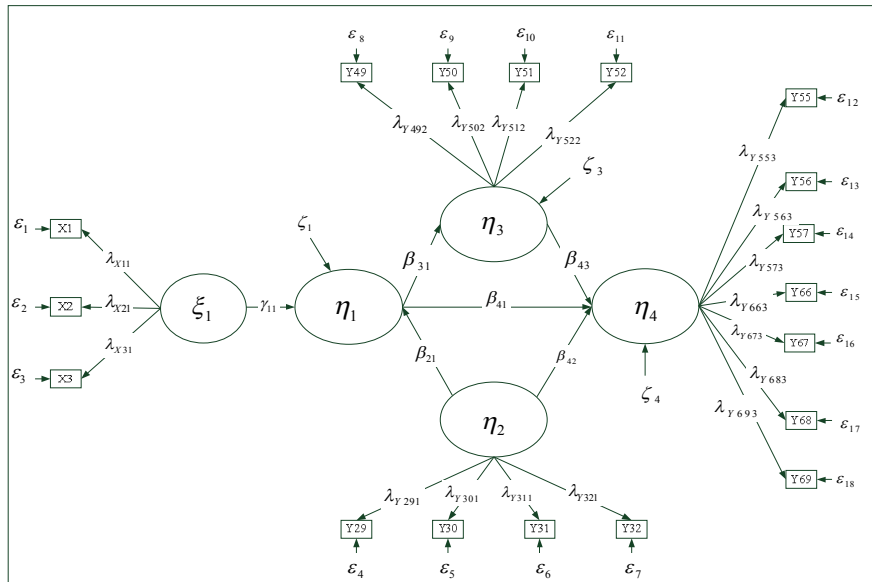 ε8 ε9 ε10 ε11
Y49 Y50 Y51 Y52
λY492 λY502 λY512 λY522
Y55 ε12
λY553
ζ3
Y56 ε13
λY563
η3
Y57 ε14
λY573
ε1 X1
λX11
ζ1
β31
β43
ε2 X2
λX21
ξ1
γ11
η1
β41
η4
λY663
Y66 ε15
λX31
λY673
Y67 ε16
ε3 X3
β21
β42
ζ4
λY683
Y68 ε17
λY693
η2
Y69 ε18
λY291 λY301 λY311 λY321
Y29 Y30 Y31 Y32
ε4 ε5 ε6 ε7